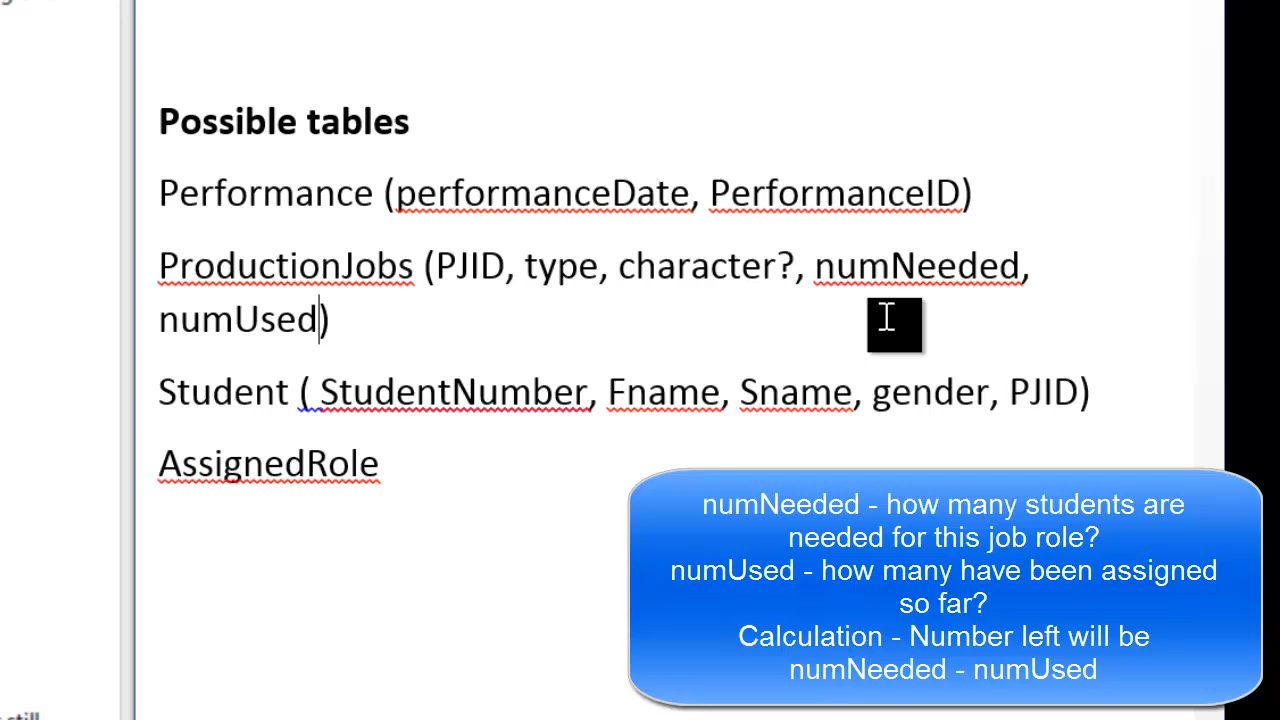 Possible tables
Performance (performanceDate, PerformanceID)
ProductionJobs (PJID, type, character?, numNeeded,
numUsed)
Student ( StudentNumber, Fname, Sname, gender, PJID)
AssignedRole
numNeeded - how many students are
needed for this job role?
numUsed - how many have been assigned
so far?
Calculation - Number left will be
numNeeded - numUsed
still